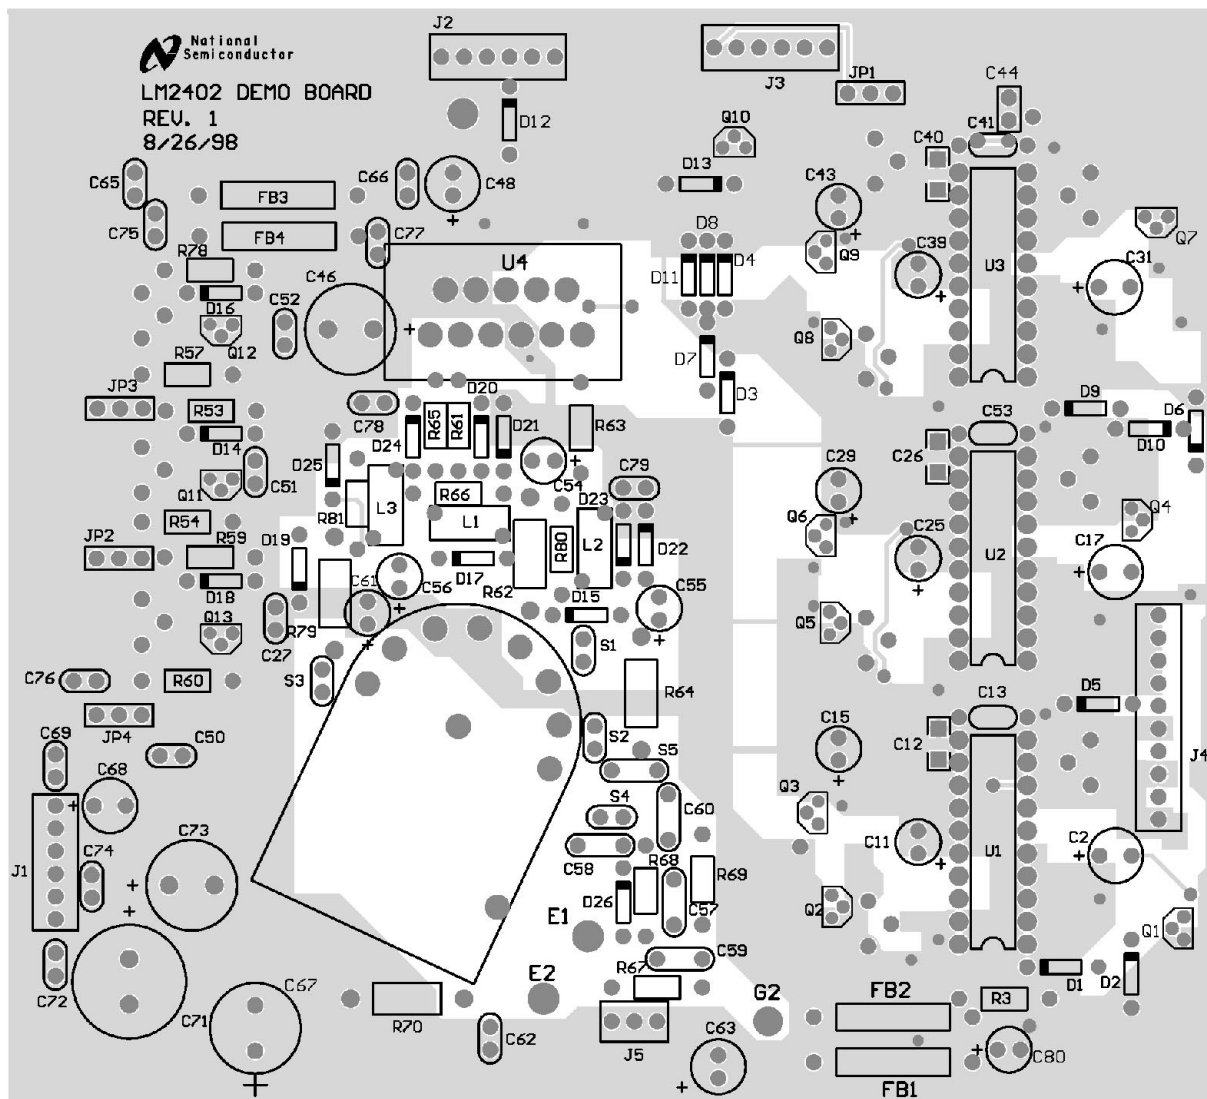 J2
National
Semiconductor
J3
JP1
C44
LM2402 DEMO BOARD
REV. 1
8/26/98
D12
Q10
C40
C41
C65
C66
C48
D13
C43
FB3
C75
FB4
C77
D8
Q7
R78
C46
U4
D11
D4
Q9
C39
U3
C31
D16
C52
Q12
Q8
R57
D7
D3
JP3
D20
D9
D6
R53
C78
R65
R61
D21
R63
C53
D10
D14
D24
D25
C26
C29
Q11
C51
C54
C79
R66
D23
R81
L3
L1
Q6
Q4
R54
R59
JP2
D19
R80
L2
D22
C25
U2
C17
D17
D18
C61
C56
R62
C55
D15
Q13
R79
C27
S1
Q5
C76
R60
S3
R64
D5
C13
JP4
C69
C50
S2
C15
C12
J4
S5
C68
Q3
S4
C60
C73
C11
C2
J1
C74
C58
R68
R69
U1
D26
C57
Q2
E1
Q1
C59
C72
E2
R67
D1
D2
C67
G2
FB2
R3
C71
R70
C62
J5
C63
C80
FB1